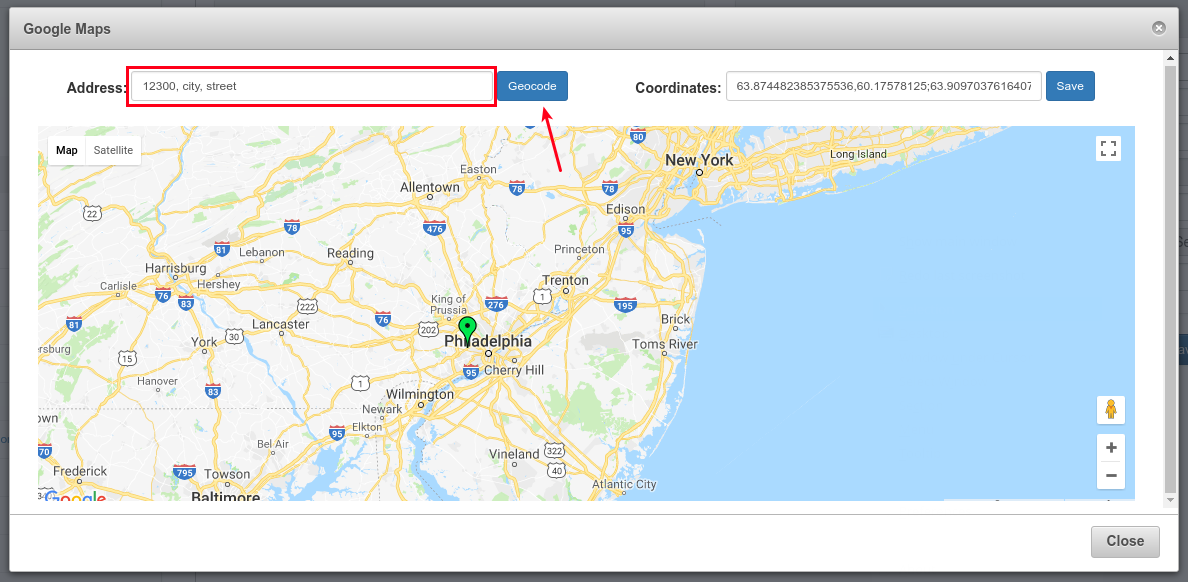 Google Maps
Address:
12300, city, street
Geocode
Coordinates:
63.874482385375536,60.17578125;63.9097037616407
Save
Map
Satellite
80
New York
Long Island
Easton
78
78
Allentown
22
Edison
476
78
95
81
Lebanon
Reading
Princeton
Harrisburg
Trenton
Carlisle
Hershey
76
83
222
King of
Prussia
276
1
195
81
76
Lancaster
202
Brick
30
Philadelphia
York
Toms River
rsburg
15
95
Cherry Hill
Hanover
1
83
Wilmington
Newark
own
Elkton
95
Bel Air
70
Vineland
322
Frederick
795
Towson
40
Atlantic City
Baltimore
Google
Close